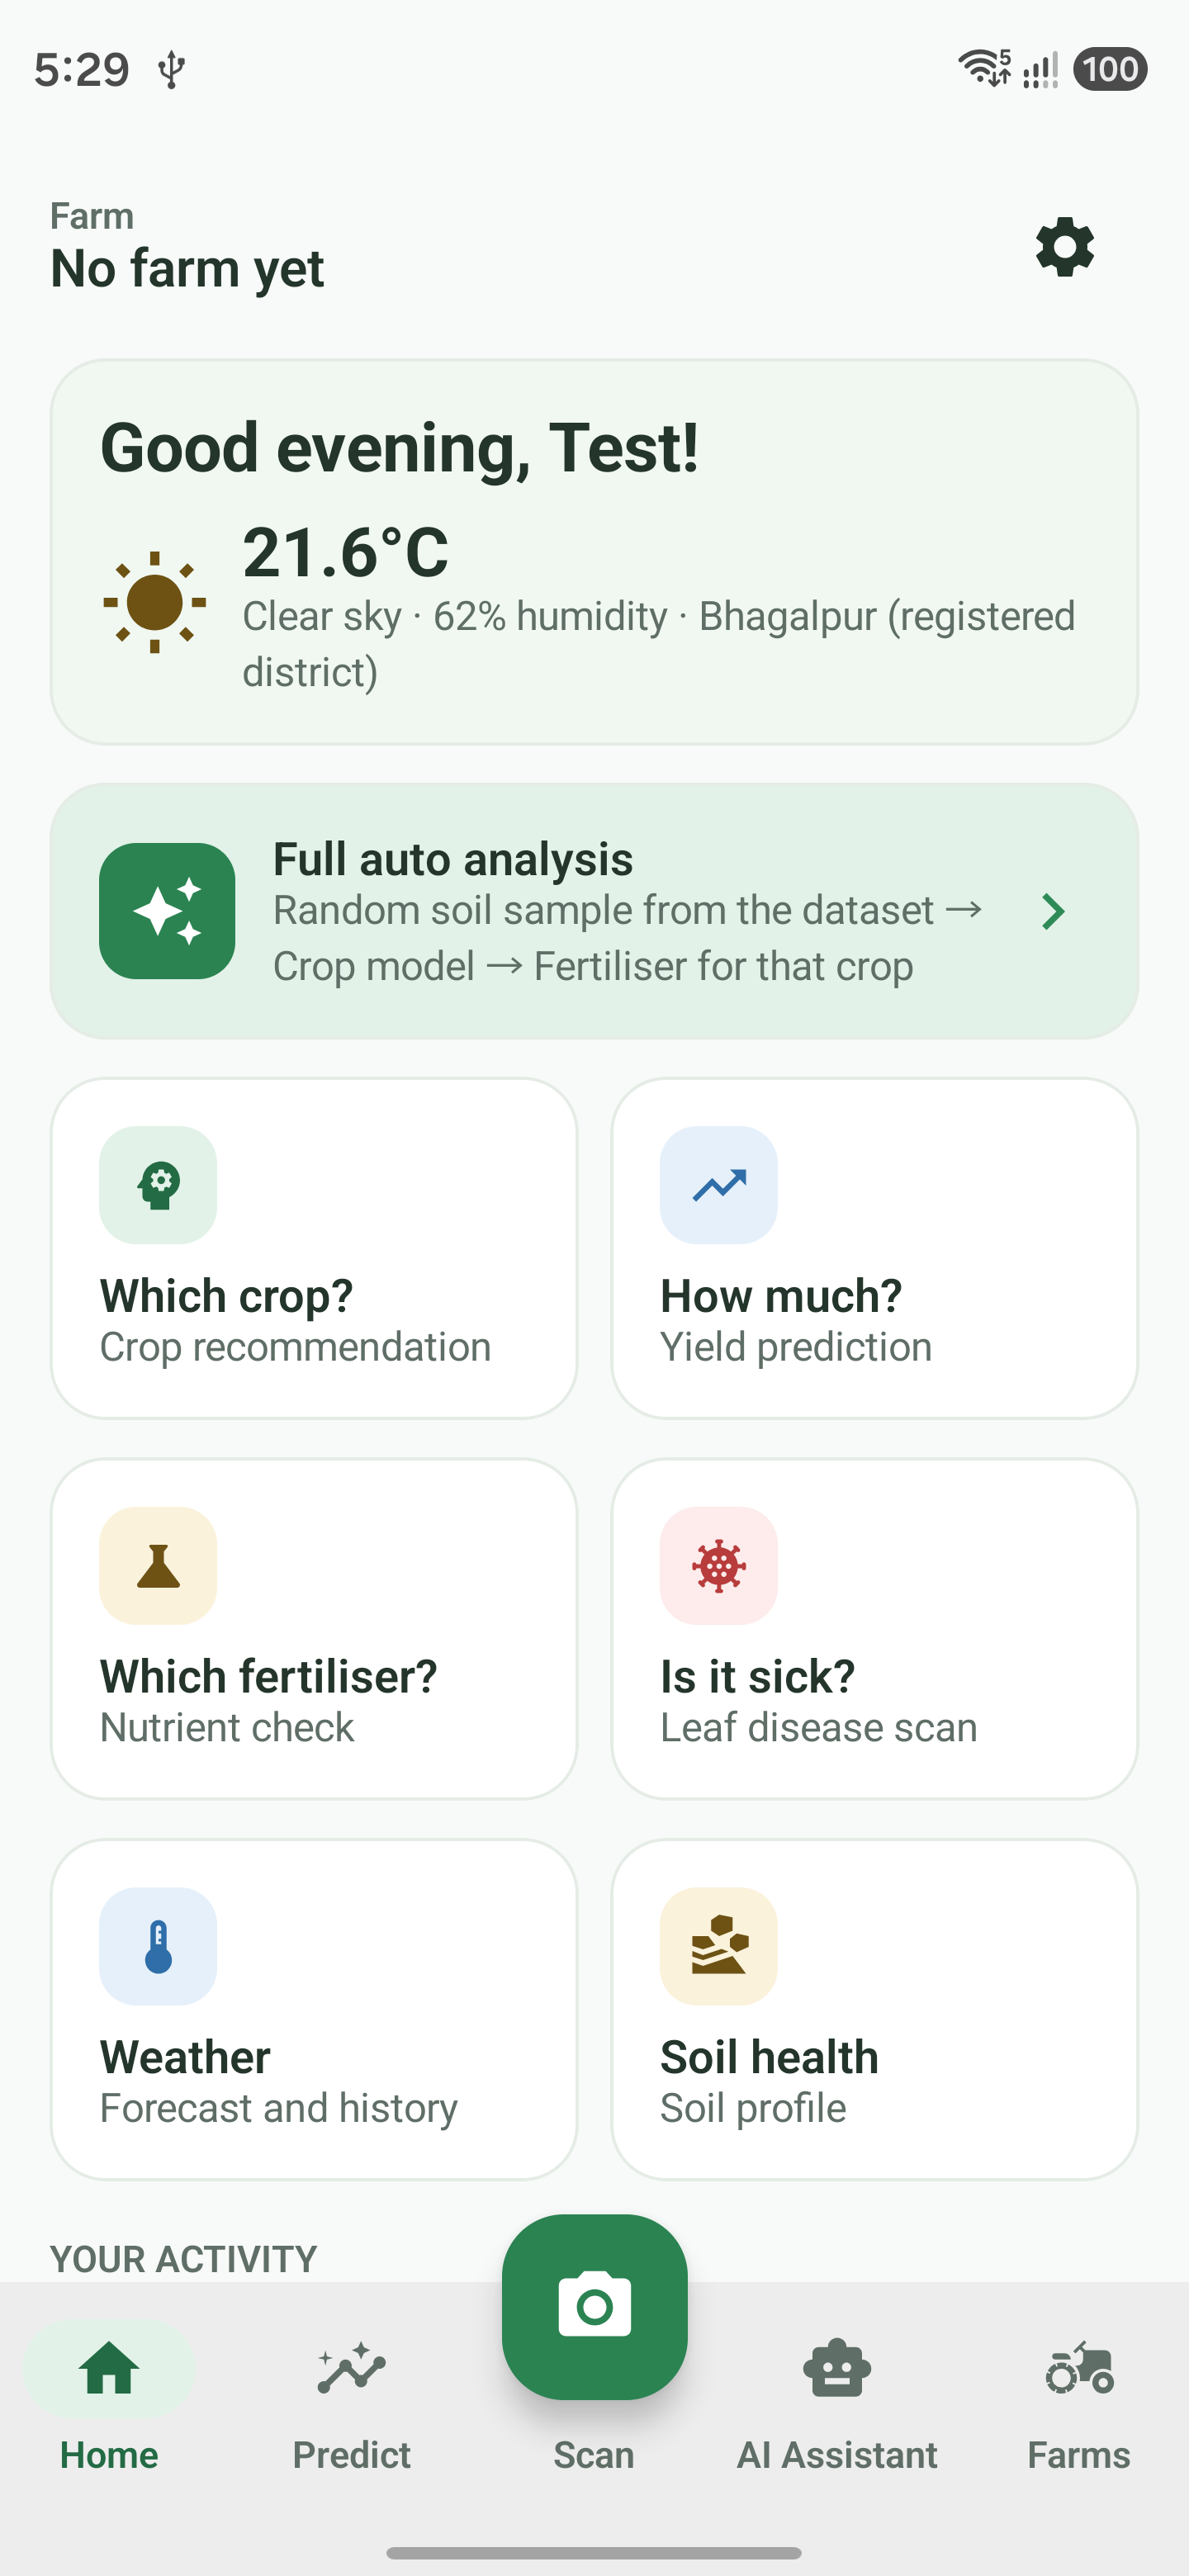 5:29
5
100
Farm
No farm yet
Good evening, Test!
21.6°C
Clear sky · 62% humidity · Bhagalpur (registered
district)
Full auto analysis
Random soil sample from the dataset →
Crop model → Fertiliser for that crop
Which crop?
Crop recommendation
How much?
Yield prediction
Which fertiliser?
Nutrient check
Is it sick?
Leaf disease scan
Weather
Forecast and history
Soil health
Soil profile
YOUR ACTIVITY
Home
Predict
Scan
AI Assistant
Farms